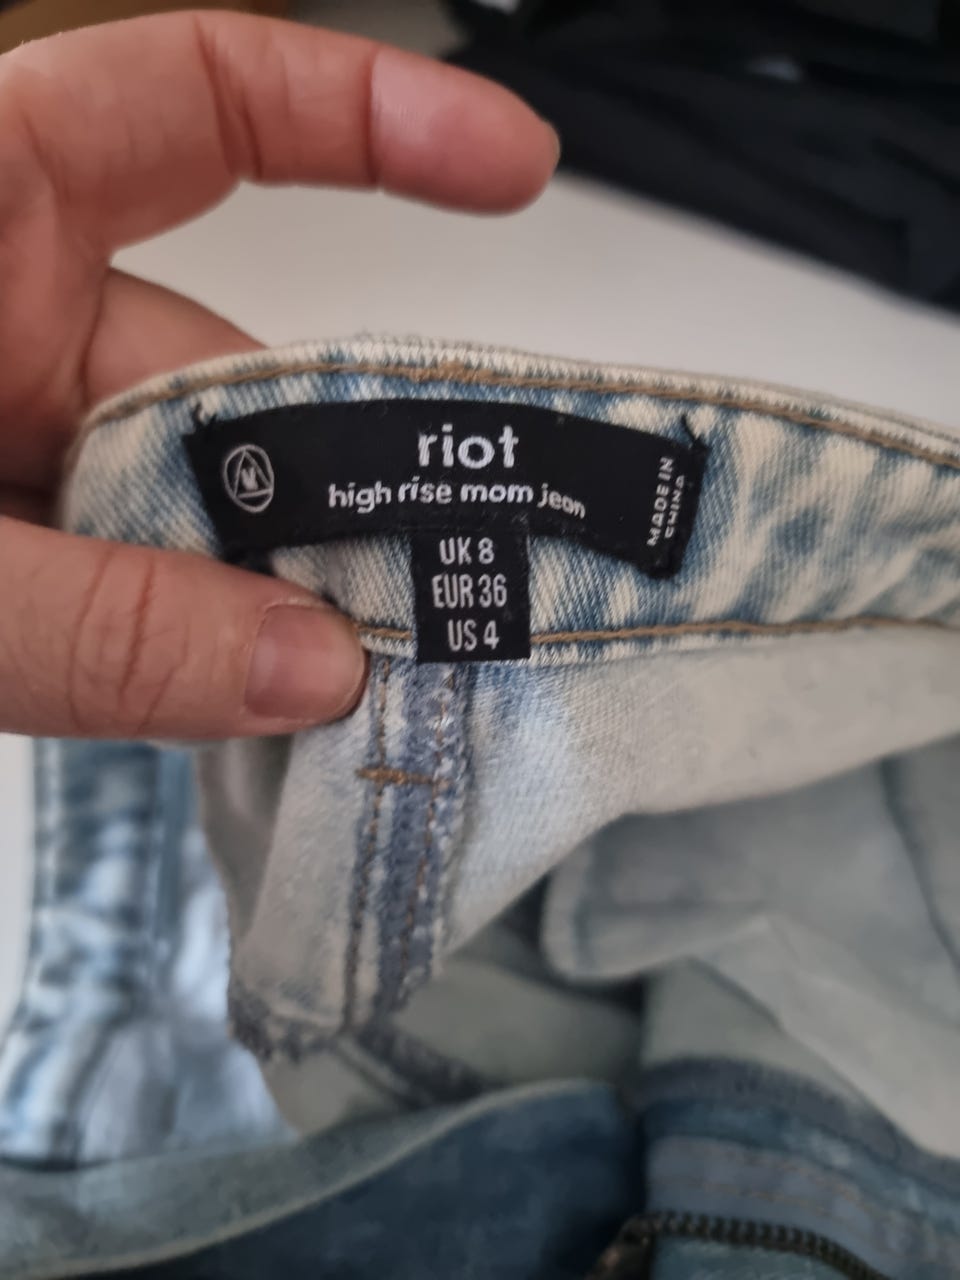 riot
high rise mom jean
MADE IN
CHINA
UK 8
EUR 36
US 4